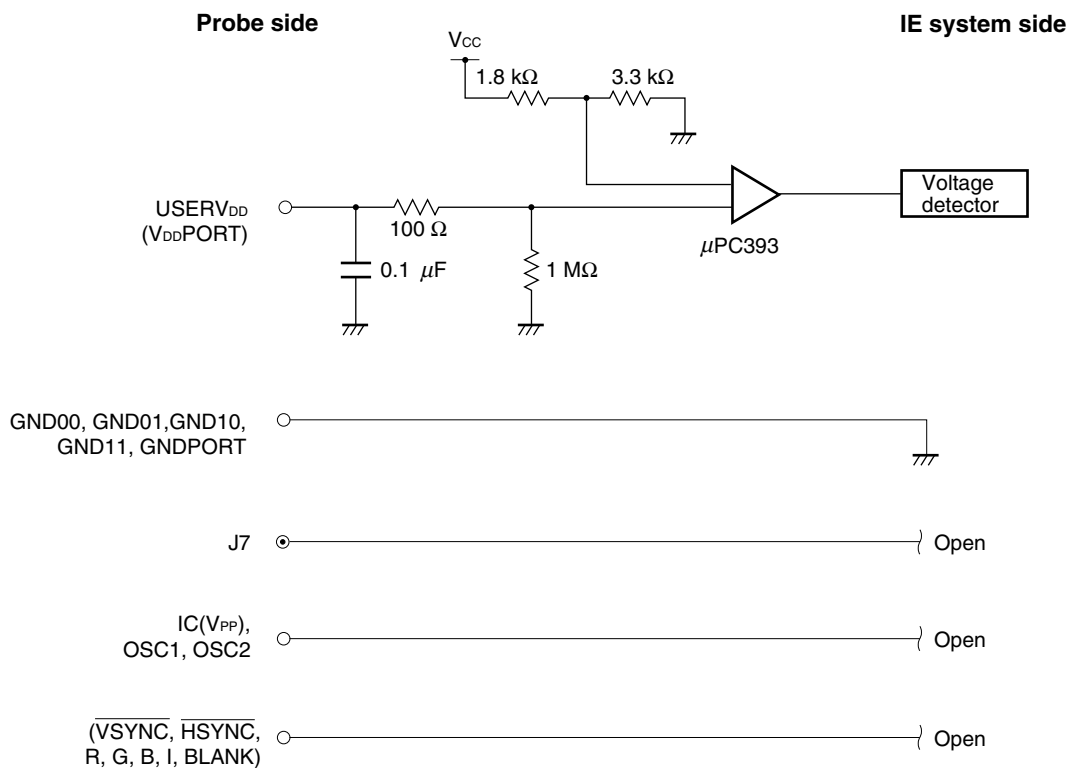 Probe side
IE system side
VCC
1.8 kΩ
3.3 kΩ
Voltage
detector
USERVDD
(VDDPORT)
100 Ω
μPC393
0.1 μF
1 MΩ
GND00, GND01,GND10,
GND11, GNDPORT
J7
Open
IC(VPP),
OSC1, OSC2
Open
(VSYNC, HSYNC,
R, G, B, I, BLANK)
Open